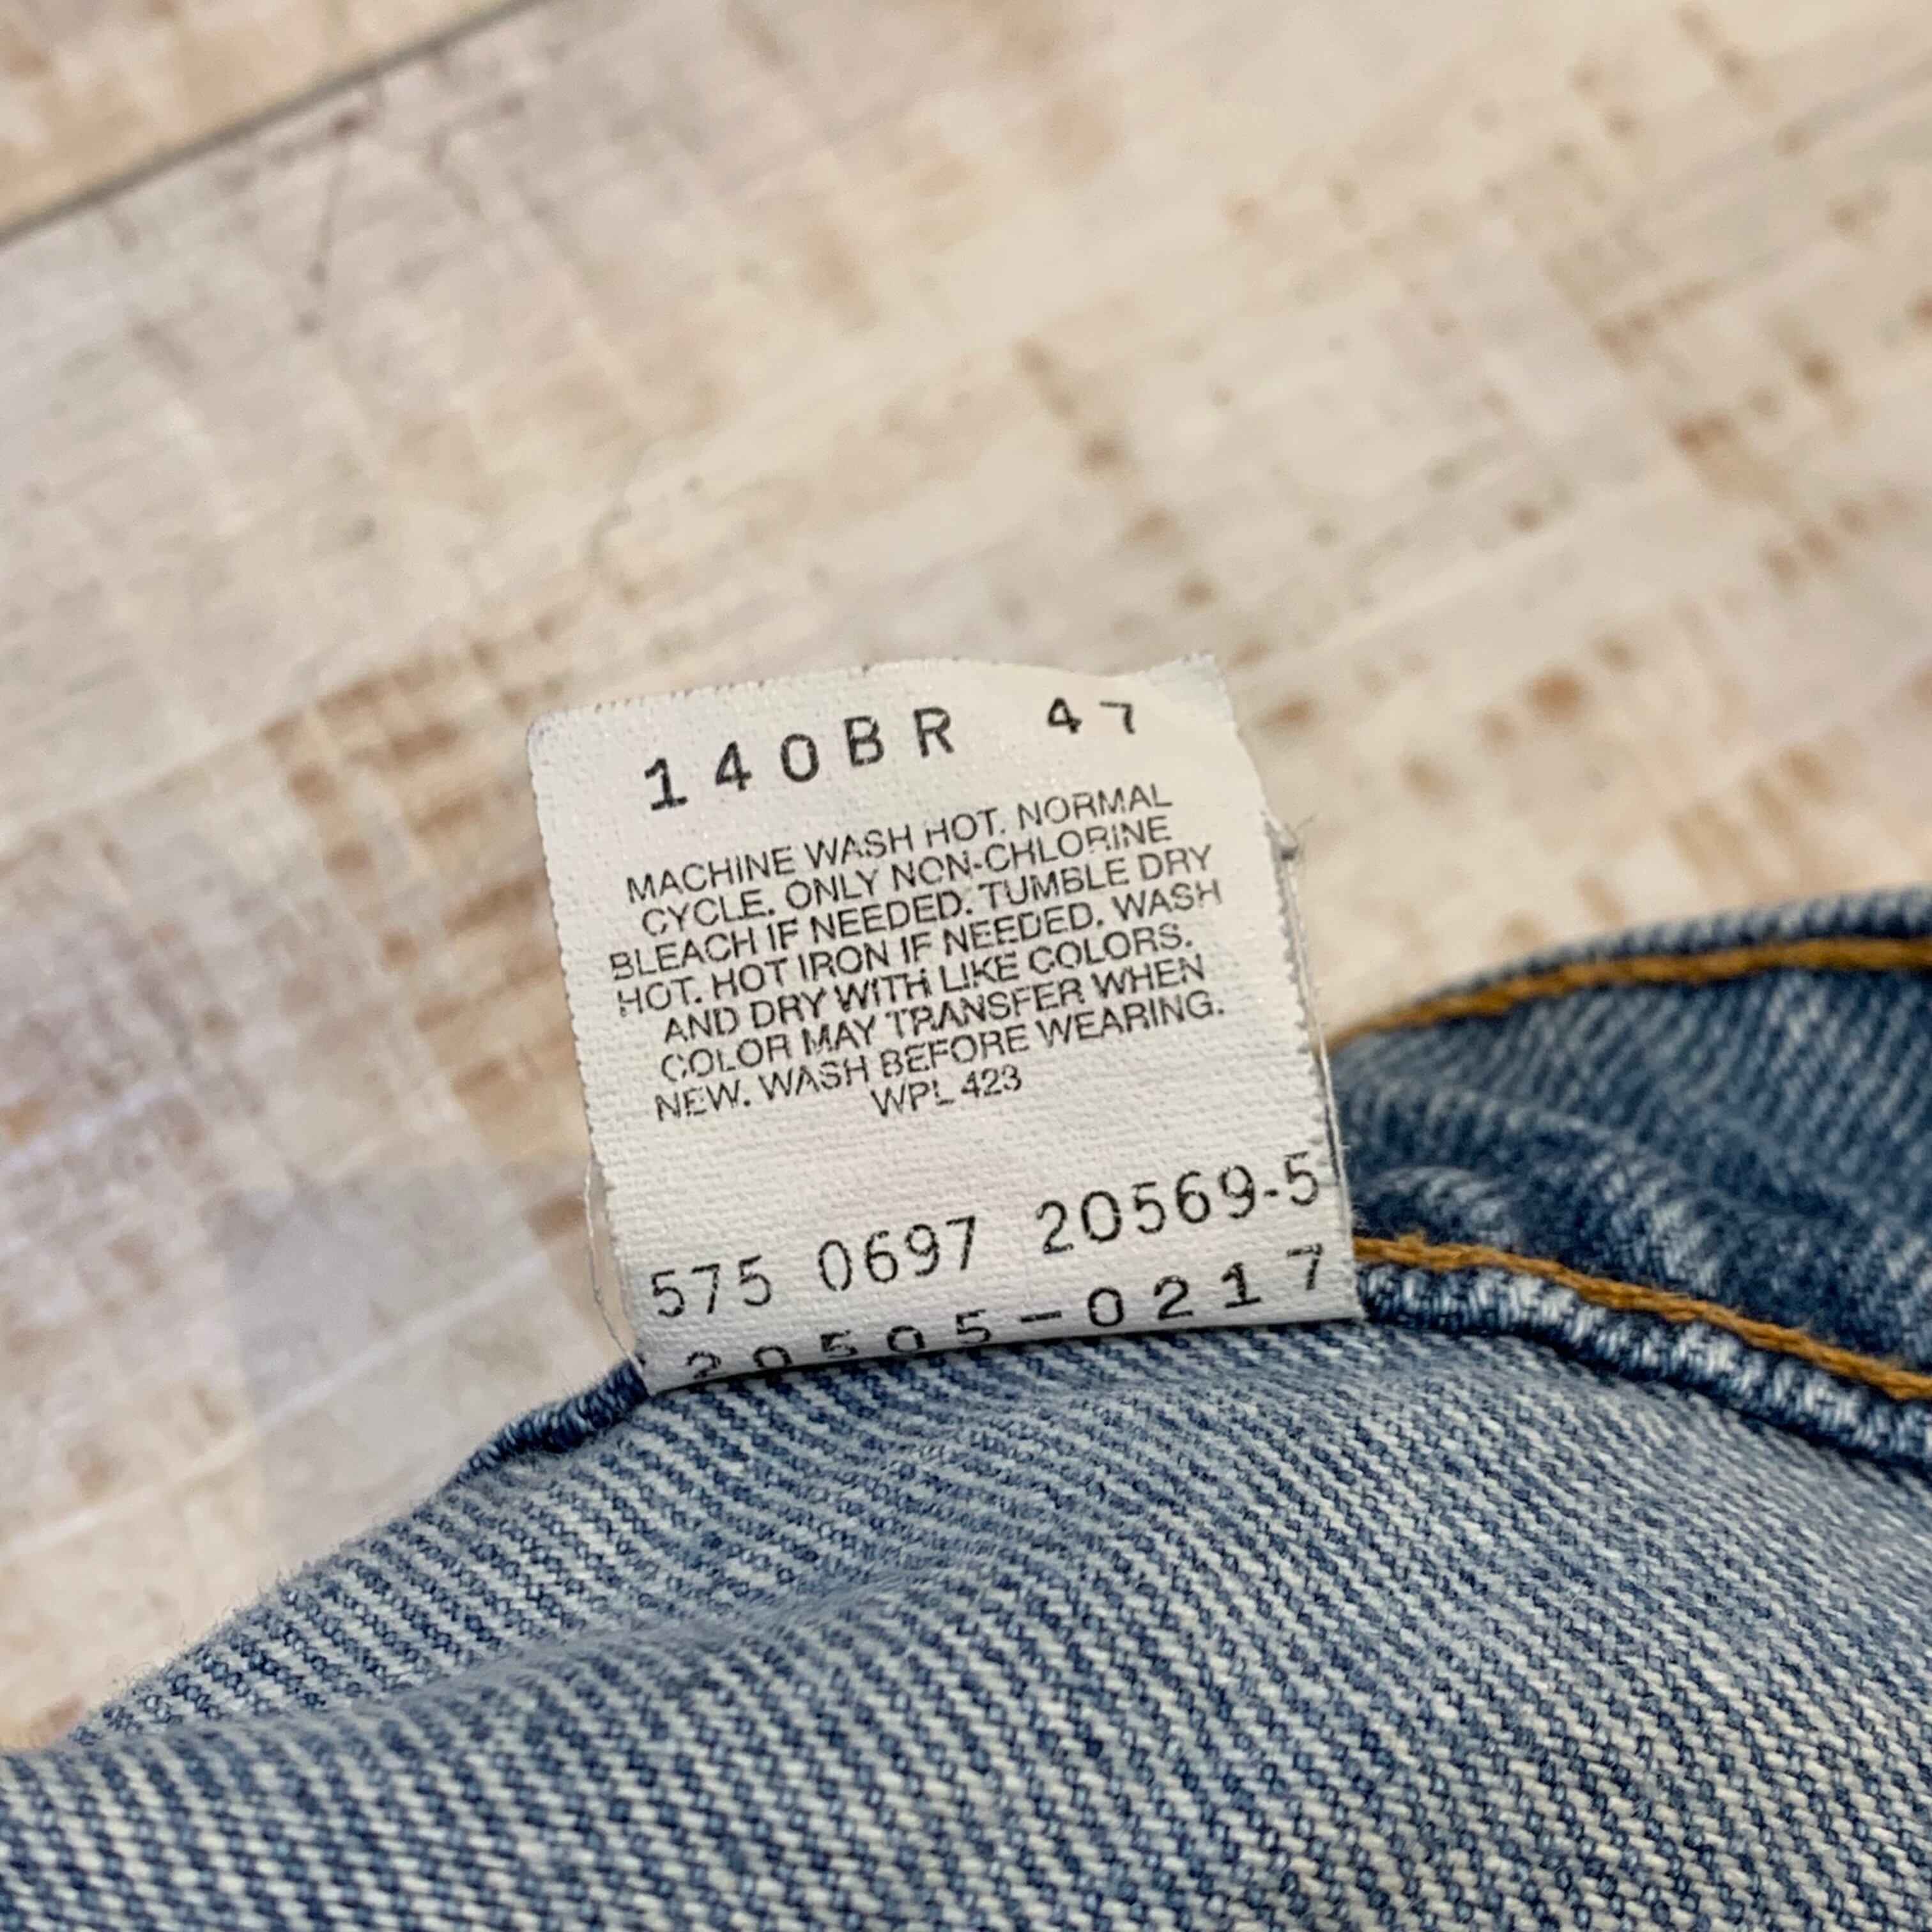 140BR 47
MACHINE WASH HOT. NORMAL
CYCLE. ONLY NON-CHLORINE
BLEACH IF NEEDED. TUMBLE DRY
HOT. HOT IRON IF NEEDED. WASH
AND DRY WITH LIKE COLORS.
COLOR MAY TRANSFER WHEN
NEW. WASH BEFORE WEARING.
WPL 423
575 0697 20569-5
20505-0217